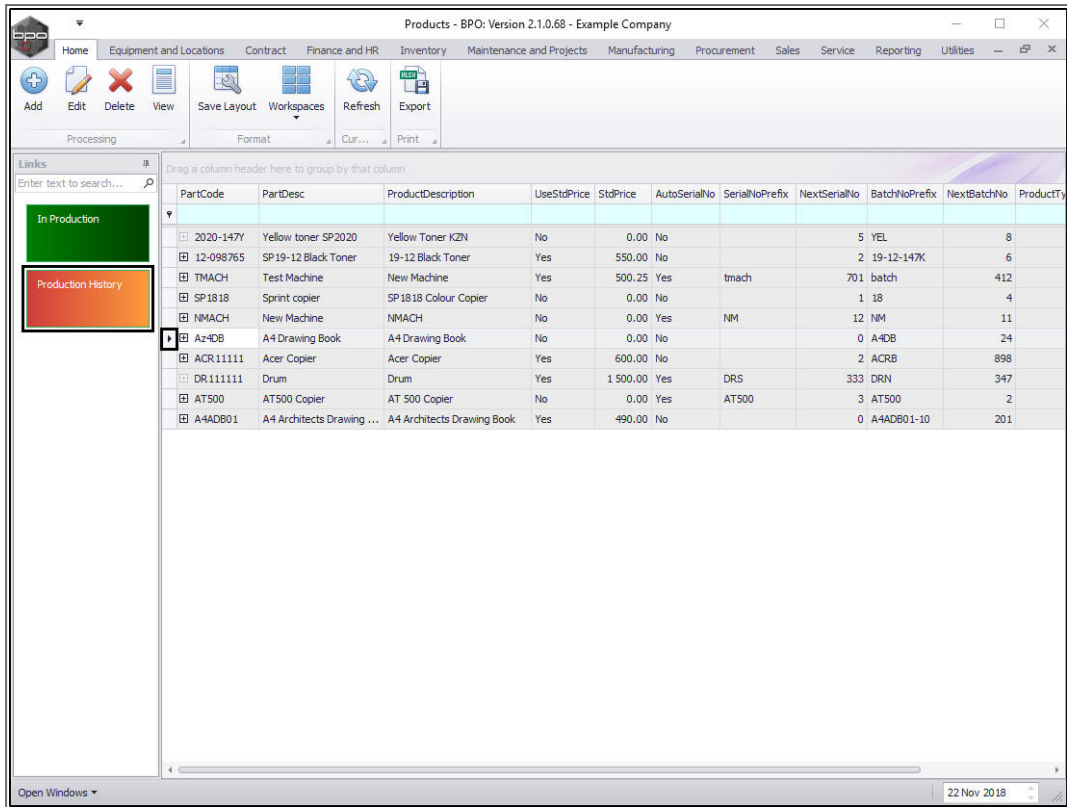 Products - BPO: Version 2.1.0.68 - Example Company
bpo
Home Equipment and Locations Contract Finance and HR Inventory Maintenance and Projects Manufacturing Procurement Sales Service Reporting Utilities
Add Edit Delete View Save Layout Workspaces Refresh Export
Processing Format Cur... Print
Links
Enter text to search...
In Production
Production History
Drag a column header here to group by that column
PartCode PartDesc ProductDescription UseStdPrice StdPrice AutoSerialNo SerialNoPrefix NextSerialNo BatchNoPrefix NextBatchNo ProductTy
2020-147Y Yellow toner SP2020 Yellow Toner KZN No 0.00 No 5 YEL 8
12-098765 SP19-12 Black Toner 19-12 Black Toner Yes 550.00 No 2 19-12-147K 6
TMACH Test Machine New Machine Yes 500.25 Yes tmach 701 batch 412
SP1818 Sprint copier SP1818 Colour Copier No 0.00 No 1 18 4
NMACH New Machine NMACH No 0.00 Yes NM 12 NM 11
Az4DB A4 Drawing Book A4 Drawing Book No 0.00 No 0 A4DB 24
ACR11111 Acer Copier Acer Copier Yes 600.00 No 2 ACRB 898
DR111111 Drum Drum Yes 1 500.00 Yes DRS 333 DRN 347
AT500 AT500 Copier AT 500 Copier No 0.00 Yes AT500 3 AT500 2
A4ADB01 A4 Architects Drawing ... A4 Architects Drawing Book Yes 490.00 No 0 A4ADB01-10 201
Open Windows
22 Nov 2018